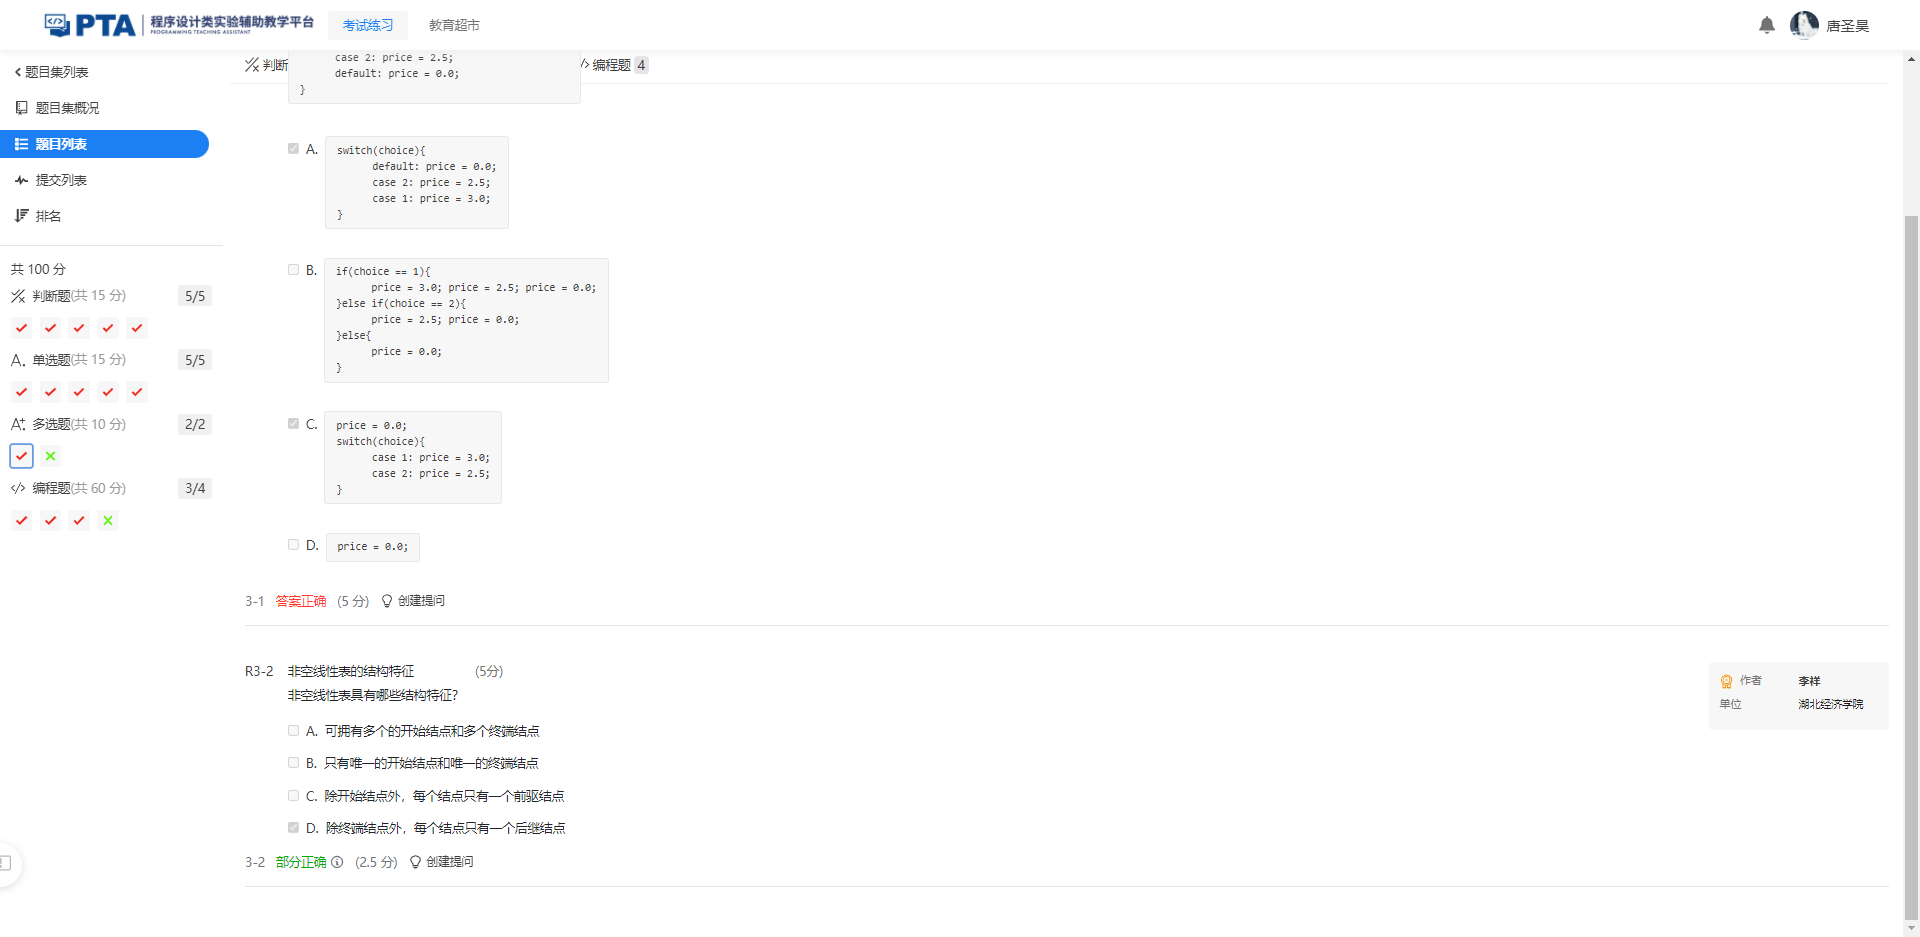 PTA 程序设计类实验辅助教学平台 考试练习 教育超市 唐圣昊
PROGRAMMING TEACHING ASSISTANT
题目集列表
题目集概况
题目列表
提交列表
排名
共 100 分
判断题(共 15 分) 5/5
A. 单选题(共 15 分) 5/5
多选题(共 10 分) 2/2
</> 编程题(共 60 分) 3/4
判断 编程题 4
case 2: price = 2.5;
default: price = 0.0;
}
A.
switch(choice){
default: price = 0.0;
case 2: price = 2.5;
case 1: price = 3.0;
}
B.
if(choice == 1){
price = 3.0; price = 2.5; price = 0.0;
}else if(choice == 2){
price = 2.5; price = 0.0;
}else{
price = 0.0;
}
C.
price = 0.0;
switch(choice){
case 1: price = 3.0;
case 2: price = 2.5;
}
D. price = 0.0;
3-1 答案正确 (5 分) 创建提问
R3-2 非空线性表的结构特征 (5分)
非空线性表具有哪些结构特征?
A. 可拥有多个的开始结点和多个终端结点
B. 只有唯一的开始结点和唯一的终端结点
C. 除开始结点外，每个结点只有一个前驱结点
D. 除终端结点外，每个结点只有一个后继结点
3-2 部分正确 (2.5 分) 创建提问
作者 李祥
单位 湖北经济学院